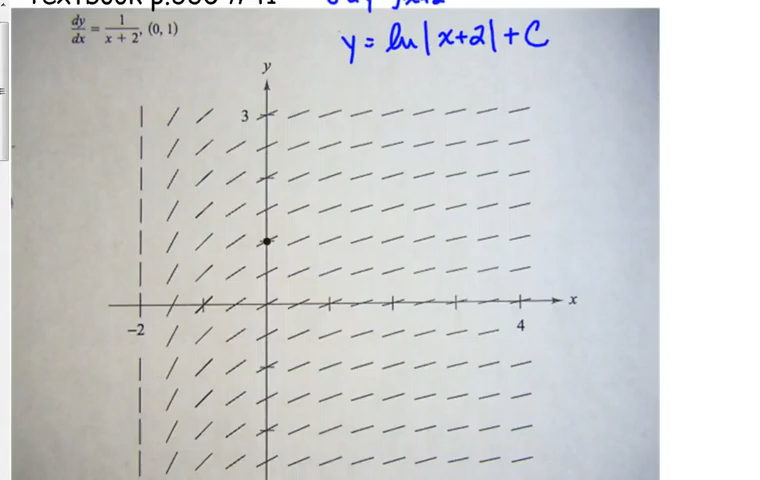 dy/dx = 1/(x + 2), (0, 1)
y = ln|x+2| + C
y
3
x
-2
4